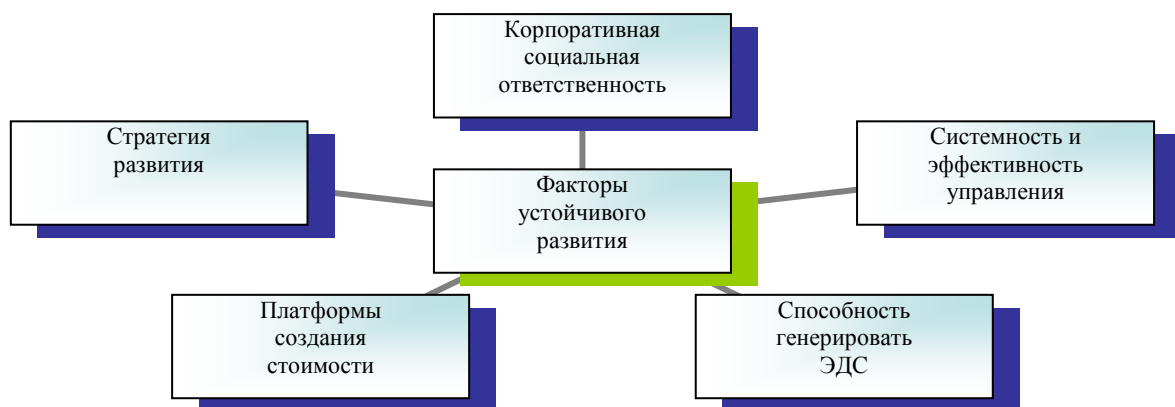 Корпоративная
социальная
ответственность
Стратегия
развития
Системность и
эффективность
управления
Факторы
устойчивого
развития
Платформы
создания
стоимости
Способность
генерировать
ЭДС